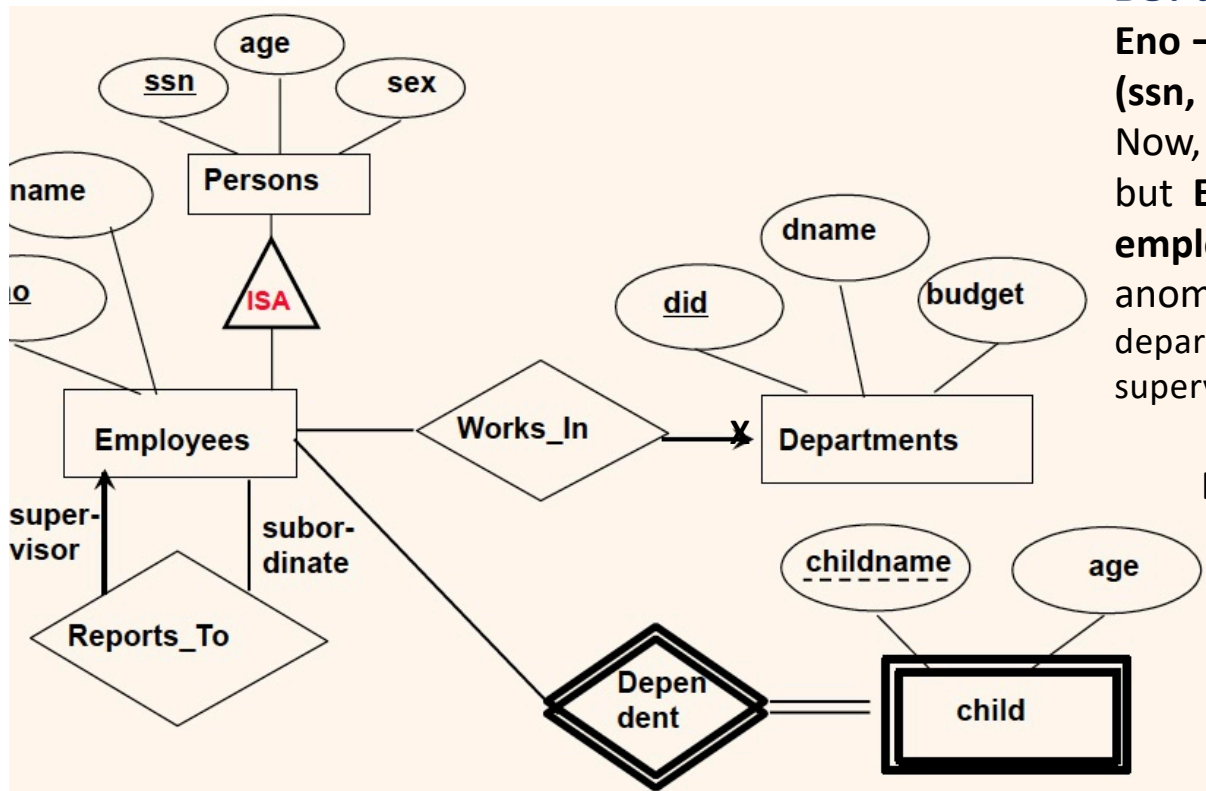 age
ssn
sex
Persons
name
ISA
dname
did
budget
Employees
Works_In
X
Departments
super-
visor
subor-
dinate
Reports_To
childname
age
Depen
dent
child
Eno –
(ssn,
Now,
but E
emplo
anom
depar
superv